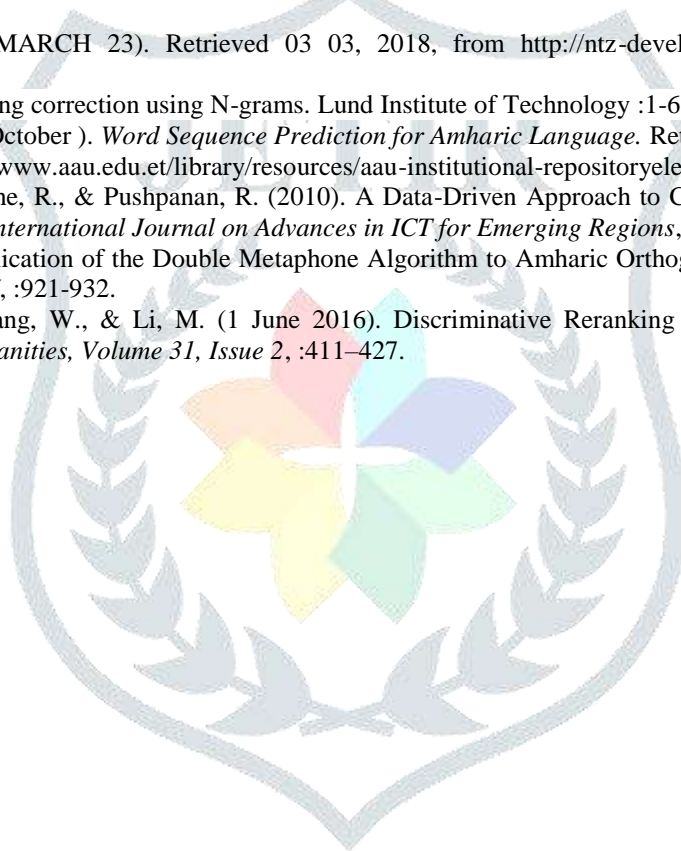 MARCH 23). Retrieved 03 03, 2018, from http://ntz-devel
ng correction using N-grams. Lund Institute of Technology :1-6
October ). Word Sequence Prediction for Amharic Language. Ret
www.aau.edu.et/library/resources/aau-institutional-repositoryele
ne, R., & Pushpanan, R. (2010). A Data-Driven Approach to C
nternational Journal on Advances in ICT for Emerging Regions,
lication of the Double Metaphone Algorithm to Amharic Orthog
, :921-932.
ang, W., & Li, M. (1 June 2016). Discriminative Reranking
anities, Volume 31, Issue 2, :411–427.